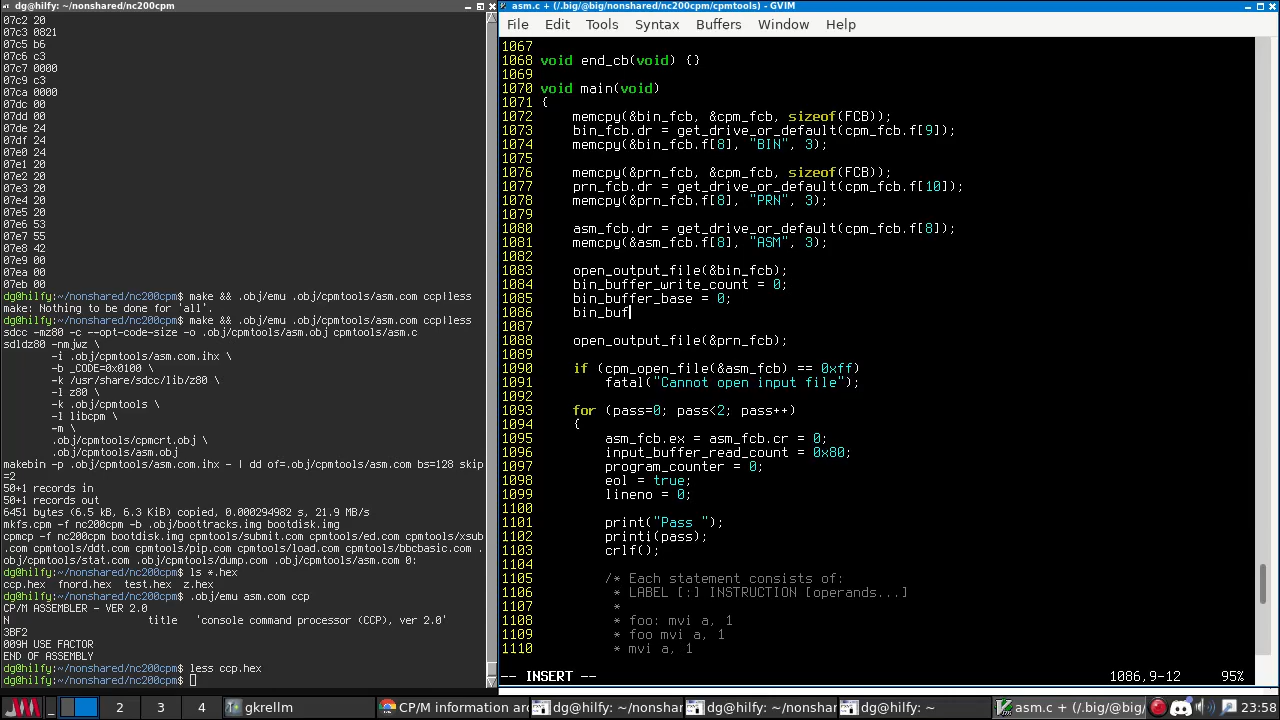 dg@hilfy: ~/nonshared/nc200cpm
07c2 20
07c3 0821
07c5 b6
07c6 c3
07c7 0000
07c9 c3
07ca 0000
07dd 00
07de 24
07df 24
07e0 24
07e1 20
07e2 20
07e3 20
07e4 20
07e5 20
07e6 53
07e7 55
07e8 42
07e9 00
07ea 00
07eb 00
dg@hilfy:~/nonshared/nc200cpm$ make && .obj/emu .obj/cpmtools/asm.com ccp|less
make: Nothing to be done for 'all'.
dg@hilfy:~/nonshared/nc200cpm$ make && .obj/emu .obj/cpmtools/asm.com ccp|less
sdcc -mz80 -c --opt-code-size -o .obj/cpmtools/asm.obj cpmtools/asm.c
sdldz80 -nmjwz \
-i .obj/cpmtools/asm.com.ihx \
-b _CODE=0x0100 \
-k /usr/share/sdcc/lib/z80 \
-l z80 \
-k .obj/cpmtools \
-l libcpm \
-m \
.obj/cpmtools/cpmcrt.obj \
.obj/cpmtools/asm.obj
makebin -p .obj/cpmtools/asm.com.ihx - | dd of=.obj/cpmtools/asm.com bs=128 skip
=2
50+1 records in
50+1 records out
6451 bytes (6.5 kB, 6.3 KiB) copied, 0.000294982 s, 21.9 MB/s
mkfs.cpm -f nc200cpm -b .obj/boottracks.img bootdisk.img
cpmcp -f nc200cpm bootdisk.img cpmtools/submit.com cpmtools/ed.com cpmtools/xsub
.com cpmtools/ddt.com cpmtools/pip.com cpmtools/load.com cpmtools/bbcbasic.com .
obj/cpmtools/stat.com .obj/cpmtools/dump.com .obj/cpmtools/asm.com 0:
dg@hilfy:~/nonshared/nc200cpm$ ls *.hex
ccp.hex  fnord.hex  test.hex  z.hex
dg@hilfy:~/nonshared/nc200cpm$ .obj/emu asm.com ccp
CP/M ASSEMBLER - VER 2.0
N title 'console command processor (CCP), ver 2.0'
3BF2
009H USE FACTOR
END OF ASSEMBLY
dg@hilfy:~/nonshared/nc200cpm$ less ccp.hex
dg@hilfy:~/nonshared/nc200cpm$
asm.c + (/.big/@big/nonshared/nc200cpm/cpmtools) - GVIM
File Edit Tools Syntax Buffers Window Help
1067
1068 void end_cb(void) {}
1069
1070 void main(void)
1071 {
1072 memcpy(&bin_fcb, &cpm_fcb, sizeof(FCB));
1073 bin_fcb.dr = get_drive_or_default(cpm_fcb.f[9]);
1074 memcpy(&bin_fcb.f[8], "BIN", 3);
1075
1076 memcpy(&prn_fcb, &cpm_fcb, sizeof(FCB));
1077 prn_fcb.dr = get_drive_or_default(cpm_fcb.f[10]);
1078 memcpy(&prn_fcb.f[8], "PRN", 3);
1079
1080 asm_fcb.dr = get_drive_or_default(cpm_fcb.f[8]);
1081 memcpy(&asm_fcb.f[8], "ASM", 3);
1082
1083 open_output_file(&bin_fcb);
1084 bin_buffer_write_count = 0;
1085 bin_buffer_base = 0;
1086 bin_buf
1087
1088 open_output_file(&prn_fcb);
1089
1090 if (cpm_open_file(&asm_fcb) == 0xff)
1091 fatal("Cannot open input file");
1092
1093 for (pass=0; pass<2; pass++)
1094 {
1095 asm_fcb.ex = asm_fcb.cr = 0;
1096 input_buffer_read_count = 0x80;
1097 program_counter = 0;
1098 eol = true;
1099 lineno = 0;
1100
1101 print("Pass ");
1102 printi(pass);
1103 crlf();
1104
1105 /* Each statement consists of:
1106 * LABEL [:] INSTRUCTION [operands...]
1107 *
1108 * foo: mvi a, 1
1109 * foo mvi a, 1
1110 * mvi a, 1
-- INSERT -- 1086,9-12 95%
2 3 4 gkrellm CP/M information arc dg@hilfy: ~/nonshare dg@hilfy: ~/nonshare dg@hilfy: ~ asm.c + (/.big/@big/n 23:58